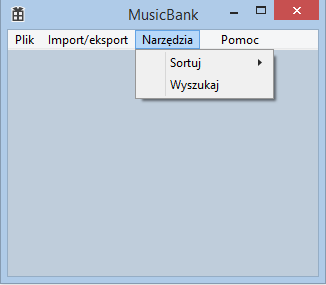 MusicBank
Plik Import/eksport Narzędzia Pomoc
Sortuj
Wyszukaj